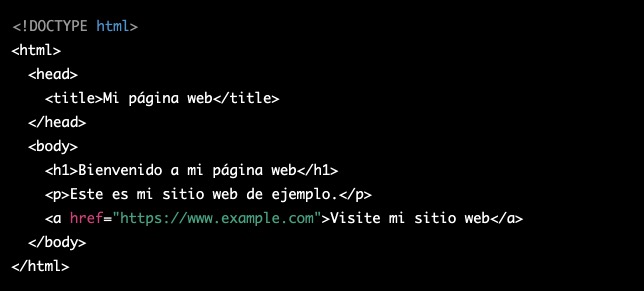 <!DOCTYPE html>
<html>
  <head>
    <title>Mi página web</title>
  </head>
  <body>
    <h1>Bienvenido a mi página web</h1>
    <p>Este es mi sitio web de ejemplo.</p>
    <a href="https://www.example.com">Visite mi sitio web</a>
  </body>
</html>